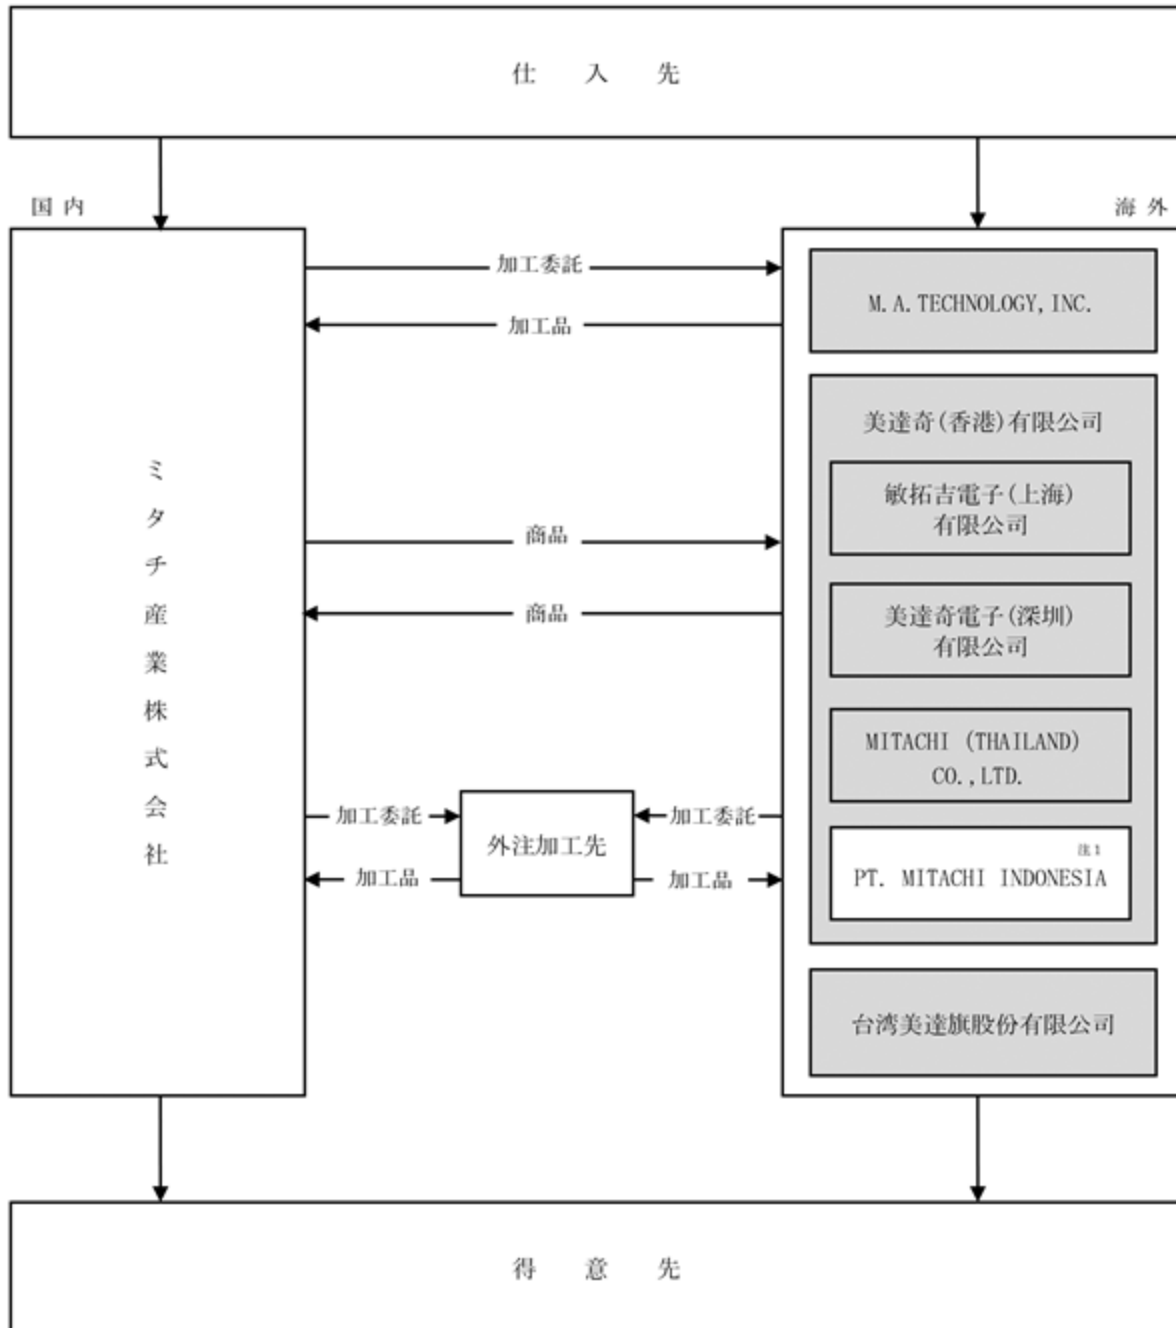 仕入先
国内
海外
加工委託
M.A.TECHNOLOGY,INC.
加工品
美達奇(香港)有限公司
ミタチ産業株式会社
敏拓吉電子(上海)
有限公司
商品
美達奇電子(深圳)
有限公司
商品
MITACHI (THAILAND)
CO.,LTD.
加工委託
外注加工先
加工委託
注1
PT. MITACHI INDONESIA
加工品
加工品
台湾美達旗股份有限公司
得意先